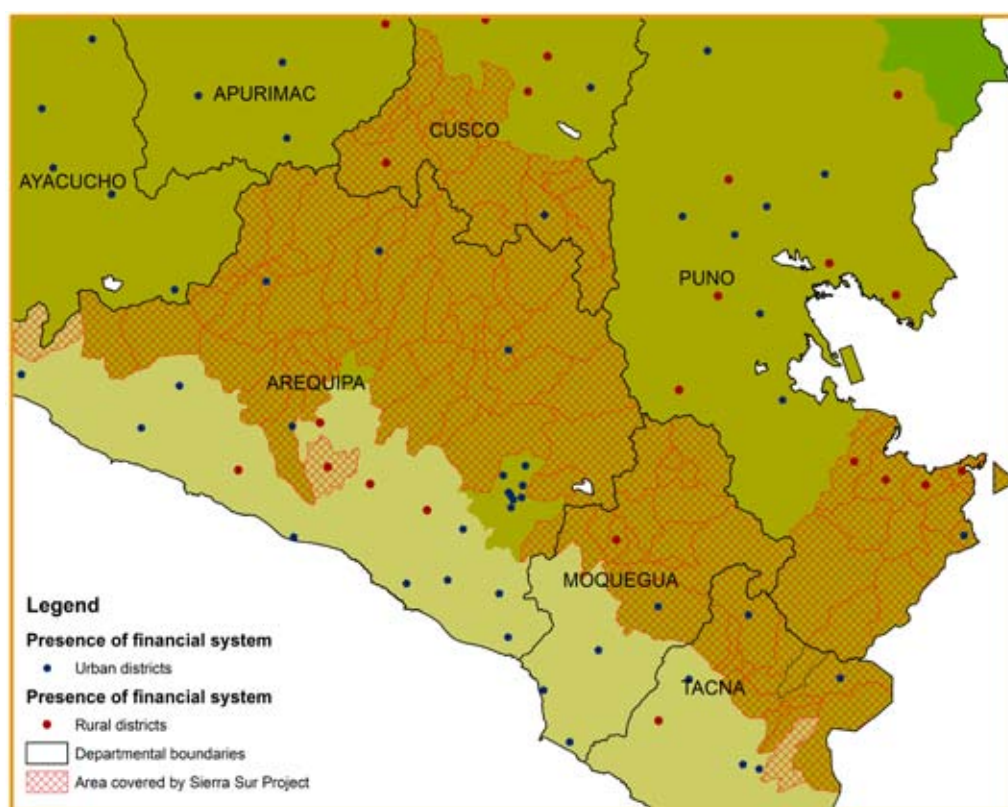 APURIMAC
CUSCO
AYACUCHO
PUNO
AREQUIPA
MOQUEGUA
TACNA
Legend
Presence of financial system
Urban districts
Presence of financial system
Rural districts
Departmental boundaries
Area covered by Sierra Sur Project